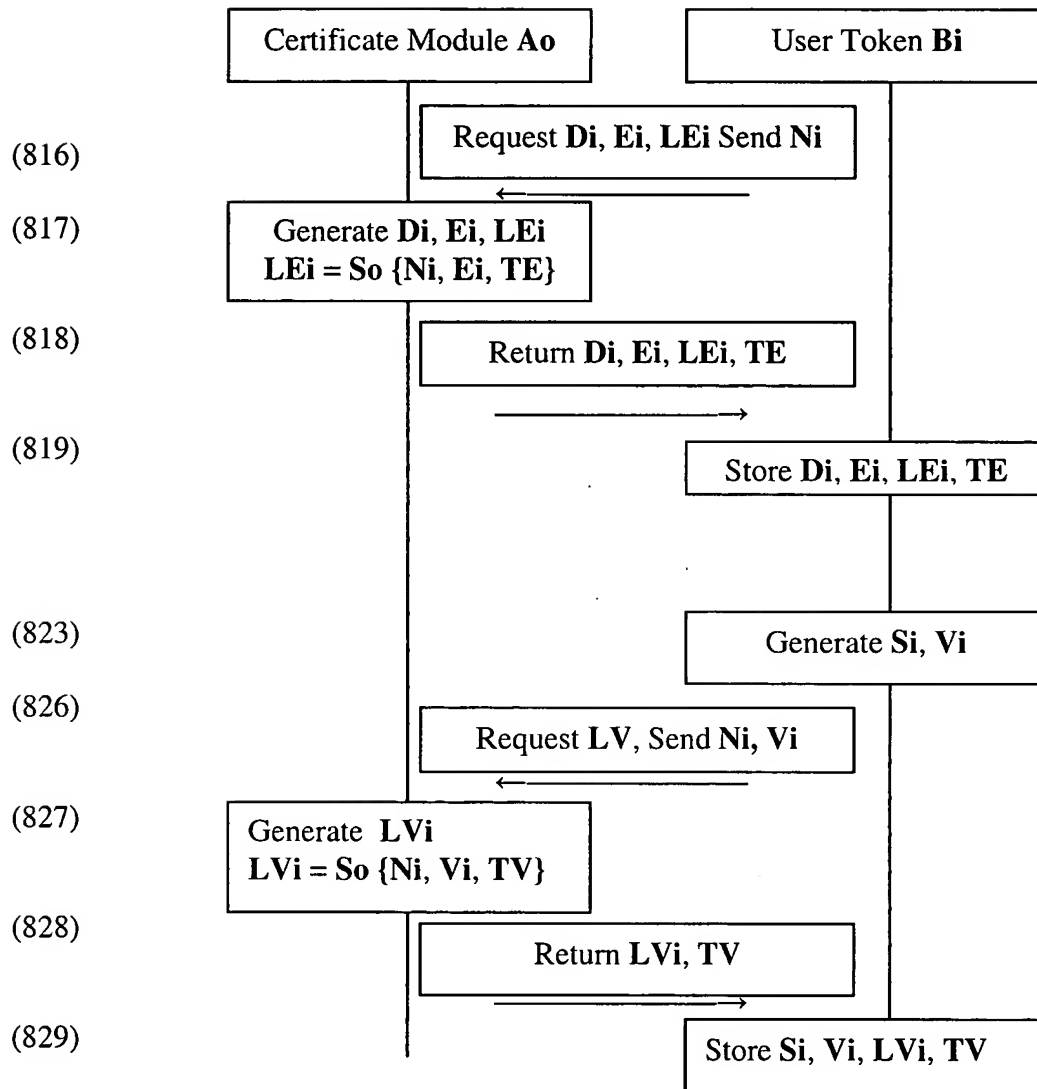 Certificate Module Ao
User Token Bi
(816)
Request Di, Ei, LEi Send Ni
(817)
Generate Di, Ei, LEi
LEi = So {Ni, Ei, TE}
(818)
Return Di, Ei, LEi, TE
(819)
Store Di, Ei, LEi, TE
(823)
Generate Si, Vi
(826)
Request LV, Send Ni, Vi
(827)
Generate LVi
LVi = So {Ni, Vi, TV}
(828)
Return LVi, TV
(829)
Store Si, Vi, LVi, TV